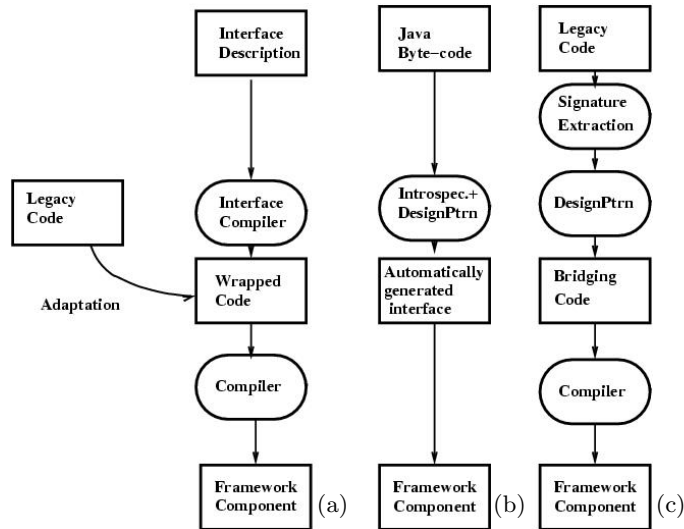 Interface
Description
Legacy
Code
Interface
Compiler
Adaptation
Wrapped
Code
Compiler
Framework
Component
(a)
Java
Byte-code
Introspec.+
DesignPtrn
Automatically
generated
interface
Framework
Component
(b)
Legacy
Code
Signature
Extraction
DesignPtrn
Bridging
Code
Compiler
Framework
Component
(c)